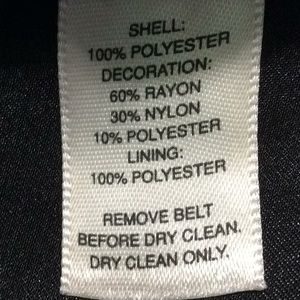 SHELL:
100% POLYESTER
DECORATION:
60% RAYON
30% NYLON
10% POLYESTER
LINING:
100% POLYESTER
REMOVE BELT
BEFORE DRY CLEAN.
DRY CLEAN ONLY.